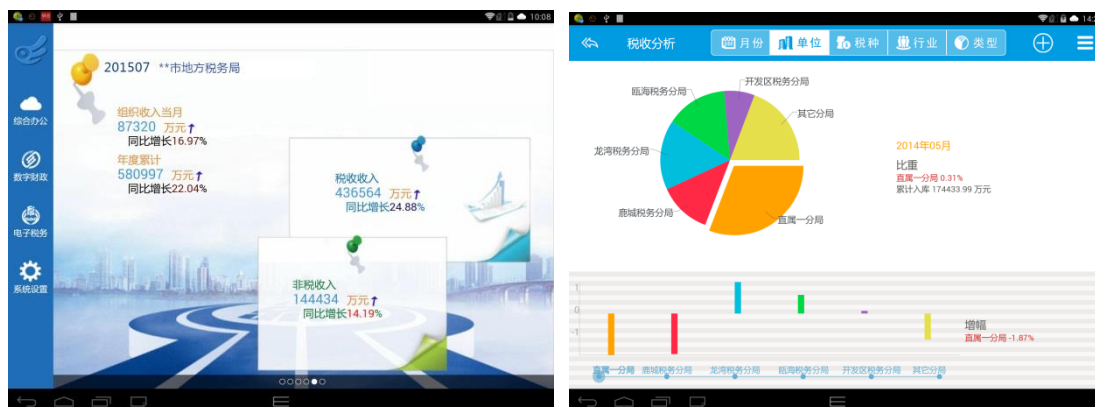 10:08
201507 **市地方税务局
组织收入当月
87320 万元
同比增长16.97%
年度累计
580997 万元
同比增长22.04%
综合办公
数字财政
电子税务
系统设置
税收收入
436564 万元
同比增长24.88%
非税收入
144434 万元
同比增长14.19%
税收分析
月份
单位
税种
行业
类型
开发区税务分局
瓯海税务分局
其它分局
龙湾税务分局
鹿城税务分局
直属一分局
2014年05月
比重
直属一分局 0.31%
累计入库 174433.99 万元
1
0
-1
增幅
直属一分局 -1.87%
直属一分局 鹿城税务分局 龙湾税务分局 瓯海税务分局 开发区税务分局 其它分局